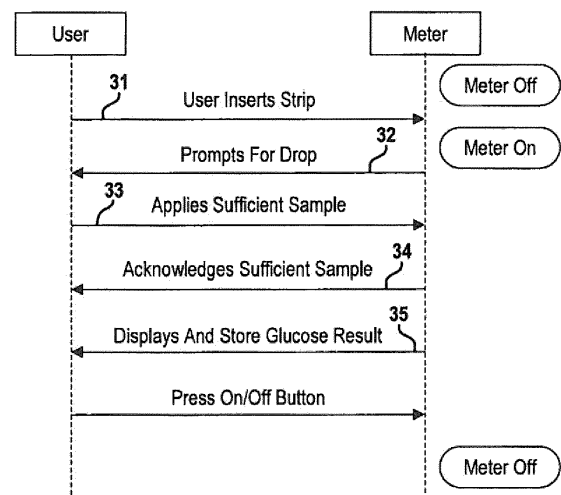 User
Meter
Meter Off
31
User Inserts Strip
Meter On
32
Prompts For Drop
33
Applies Sufficient Sample
34
Acknowledges Sufficient Sample
35
Displays And Store Glucose Result
Press On/Off Button
Meter Off